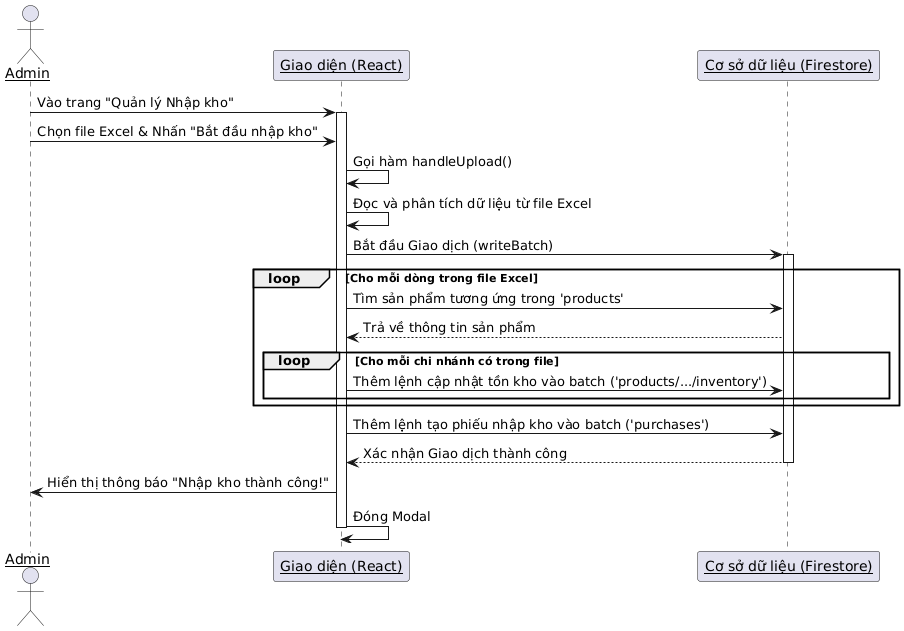 Admin
Giao diện (React)
Cơ sở dữ liệu (Firestore)
Vào trang "Quản lý Nhập kho"
Chọn file Excel & Nhấn "Bắt đầu nhập kho"
Gọi hàm handleUpload()
Đọc và phân tích dữ liệu từ file Excel
Bắt đầu Giao dịch (writeBatch)
loop [Cho mỗi dòng trong file Excel]
Tìm sản phẩm tương ứng trong 'products'
Trả về thông tin sản phẩm
loop [Cho mỗi chi nhánh có trong file]
Thêm lệnh cập nhật tồn kho vào batch ('products/.../inventory')
Thêm lệnh tạo phiếu nhập kho vào batch ('purchases')
Xác nhận Giao dịch thành công
Hiển thị thông báo "Nhập kho thành công!"
Đóng Modal
Admin
Giao diện (React)
Cơ sở dữ liệu (Firestore)